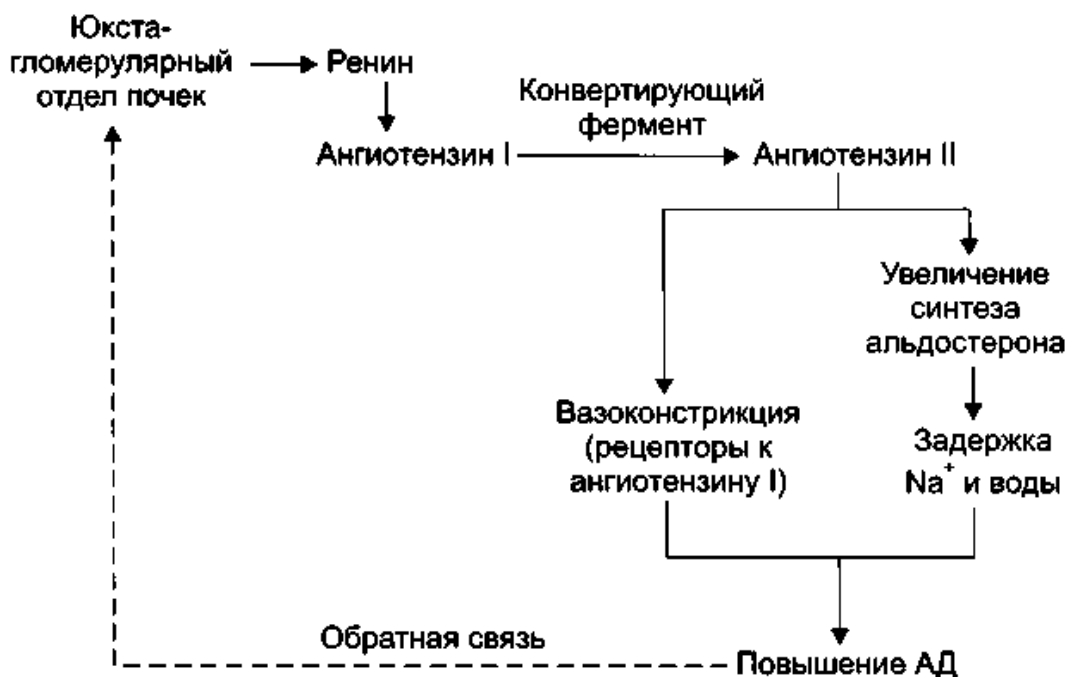 Юкста-
гломерулярный
отдел почек
Ренин
Конвертирующий
фермент
Ангиотензин I
Ангиотензин II
Увеличение
синтеза
альдостерона
Вазоконстрикция
(рецепторы к
ангиотензину I)
Задержка
Na⁺ и воды
Обратная связь
Повышение АД